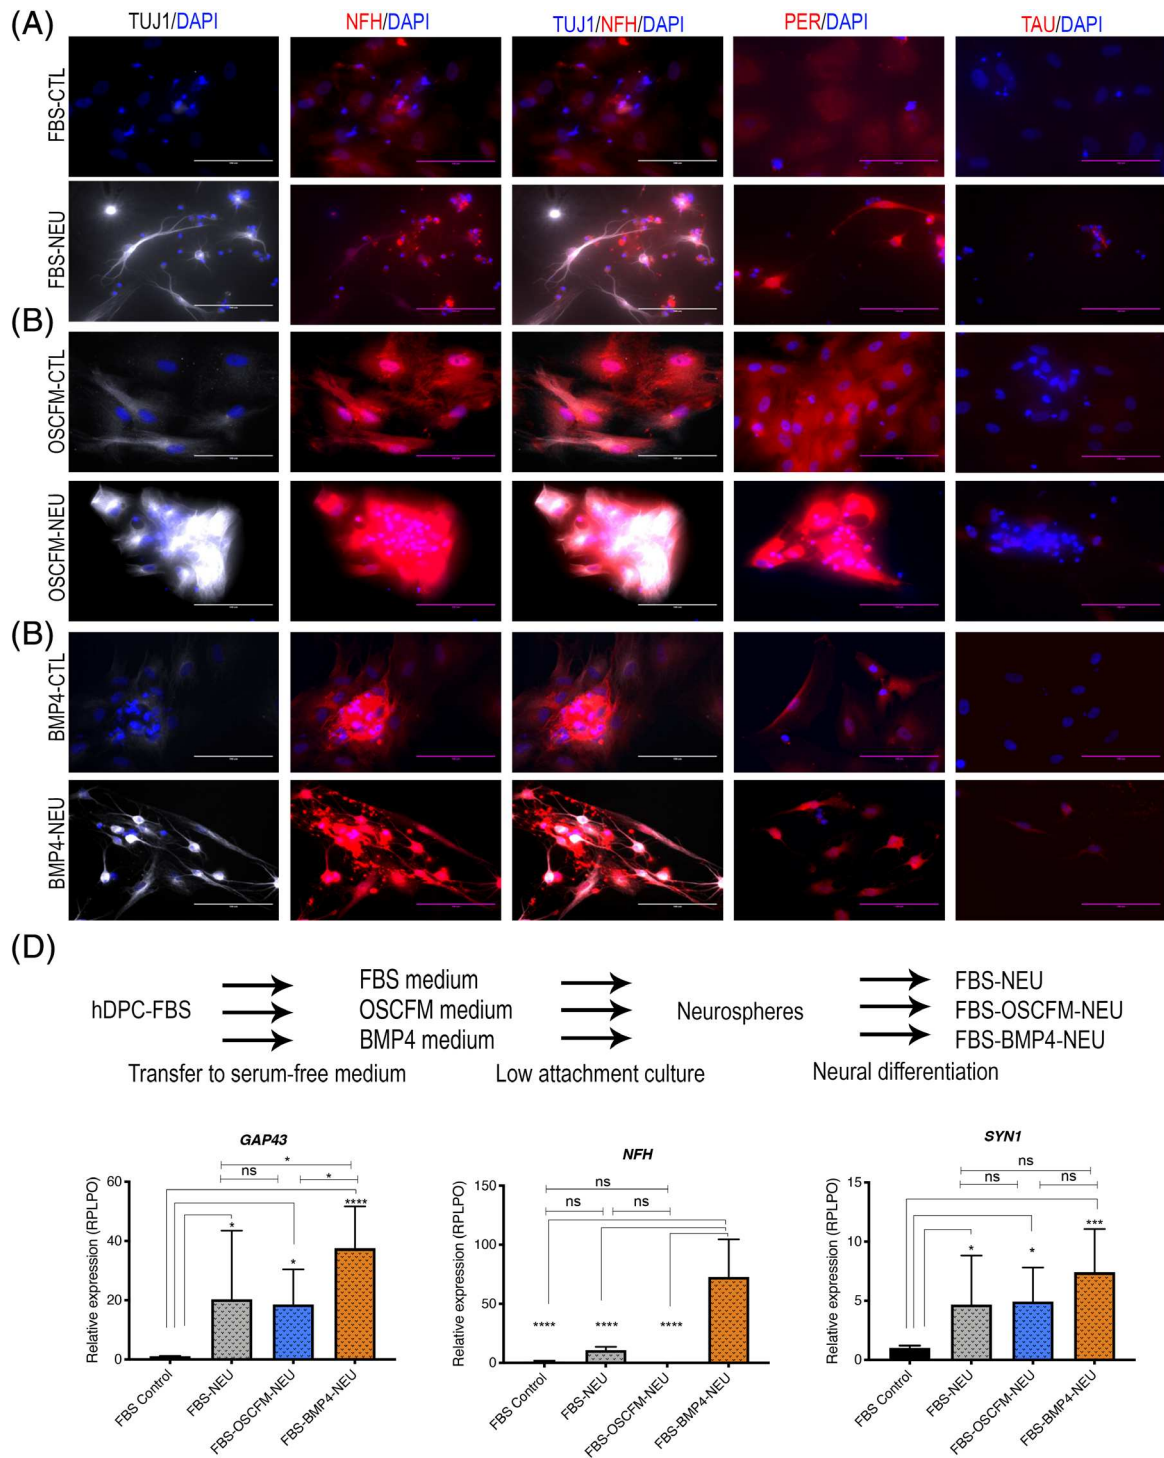 (A)
TUJ1/DAPI NFH/DAPI TUJ1/NFH/DAPI PER/DAPI TAU/DAPI
FBS-CTL
FBS-NEU
(B)
OSCFM-CTL
OSCFM-NEU
(B)
BMP4-CTL
BMP4-NEU
(D)
hDPC-FBS
FBS medium
OSCFM medium
BMP4 medium
Neurospheres
FBS-NEU
FBS-OSCFM-NEU
FBS-BMP4-NEU
Transfer to serum-free medium
Low attachment culture
Neural differentiation
GAP43
*
ns
*
****
*
*
Relative expression (RPLPO)
60
40
20
0
FBS Control
FBS-NEU
FBS-OSCFM-NEU
FBS-BMP4-NEU
NFH
ns
ns
ns
**** **** ****
Relative expression (RPLPO)
150
100
50
0
FBS Control
FBS-NEU
FBS-OSCFM-NEU
FBS-BMP4-NEU
SYN1
ns
ns
ns
***
*
*
Relative expression (RPLPO)
15
10
5
0
FBS Control
FBS-NEU
FBS-OSCFM-NEU
FBS-BMP4-NEU